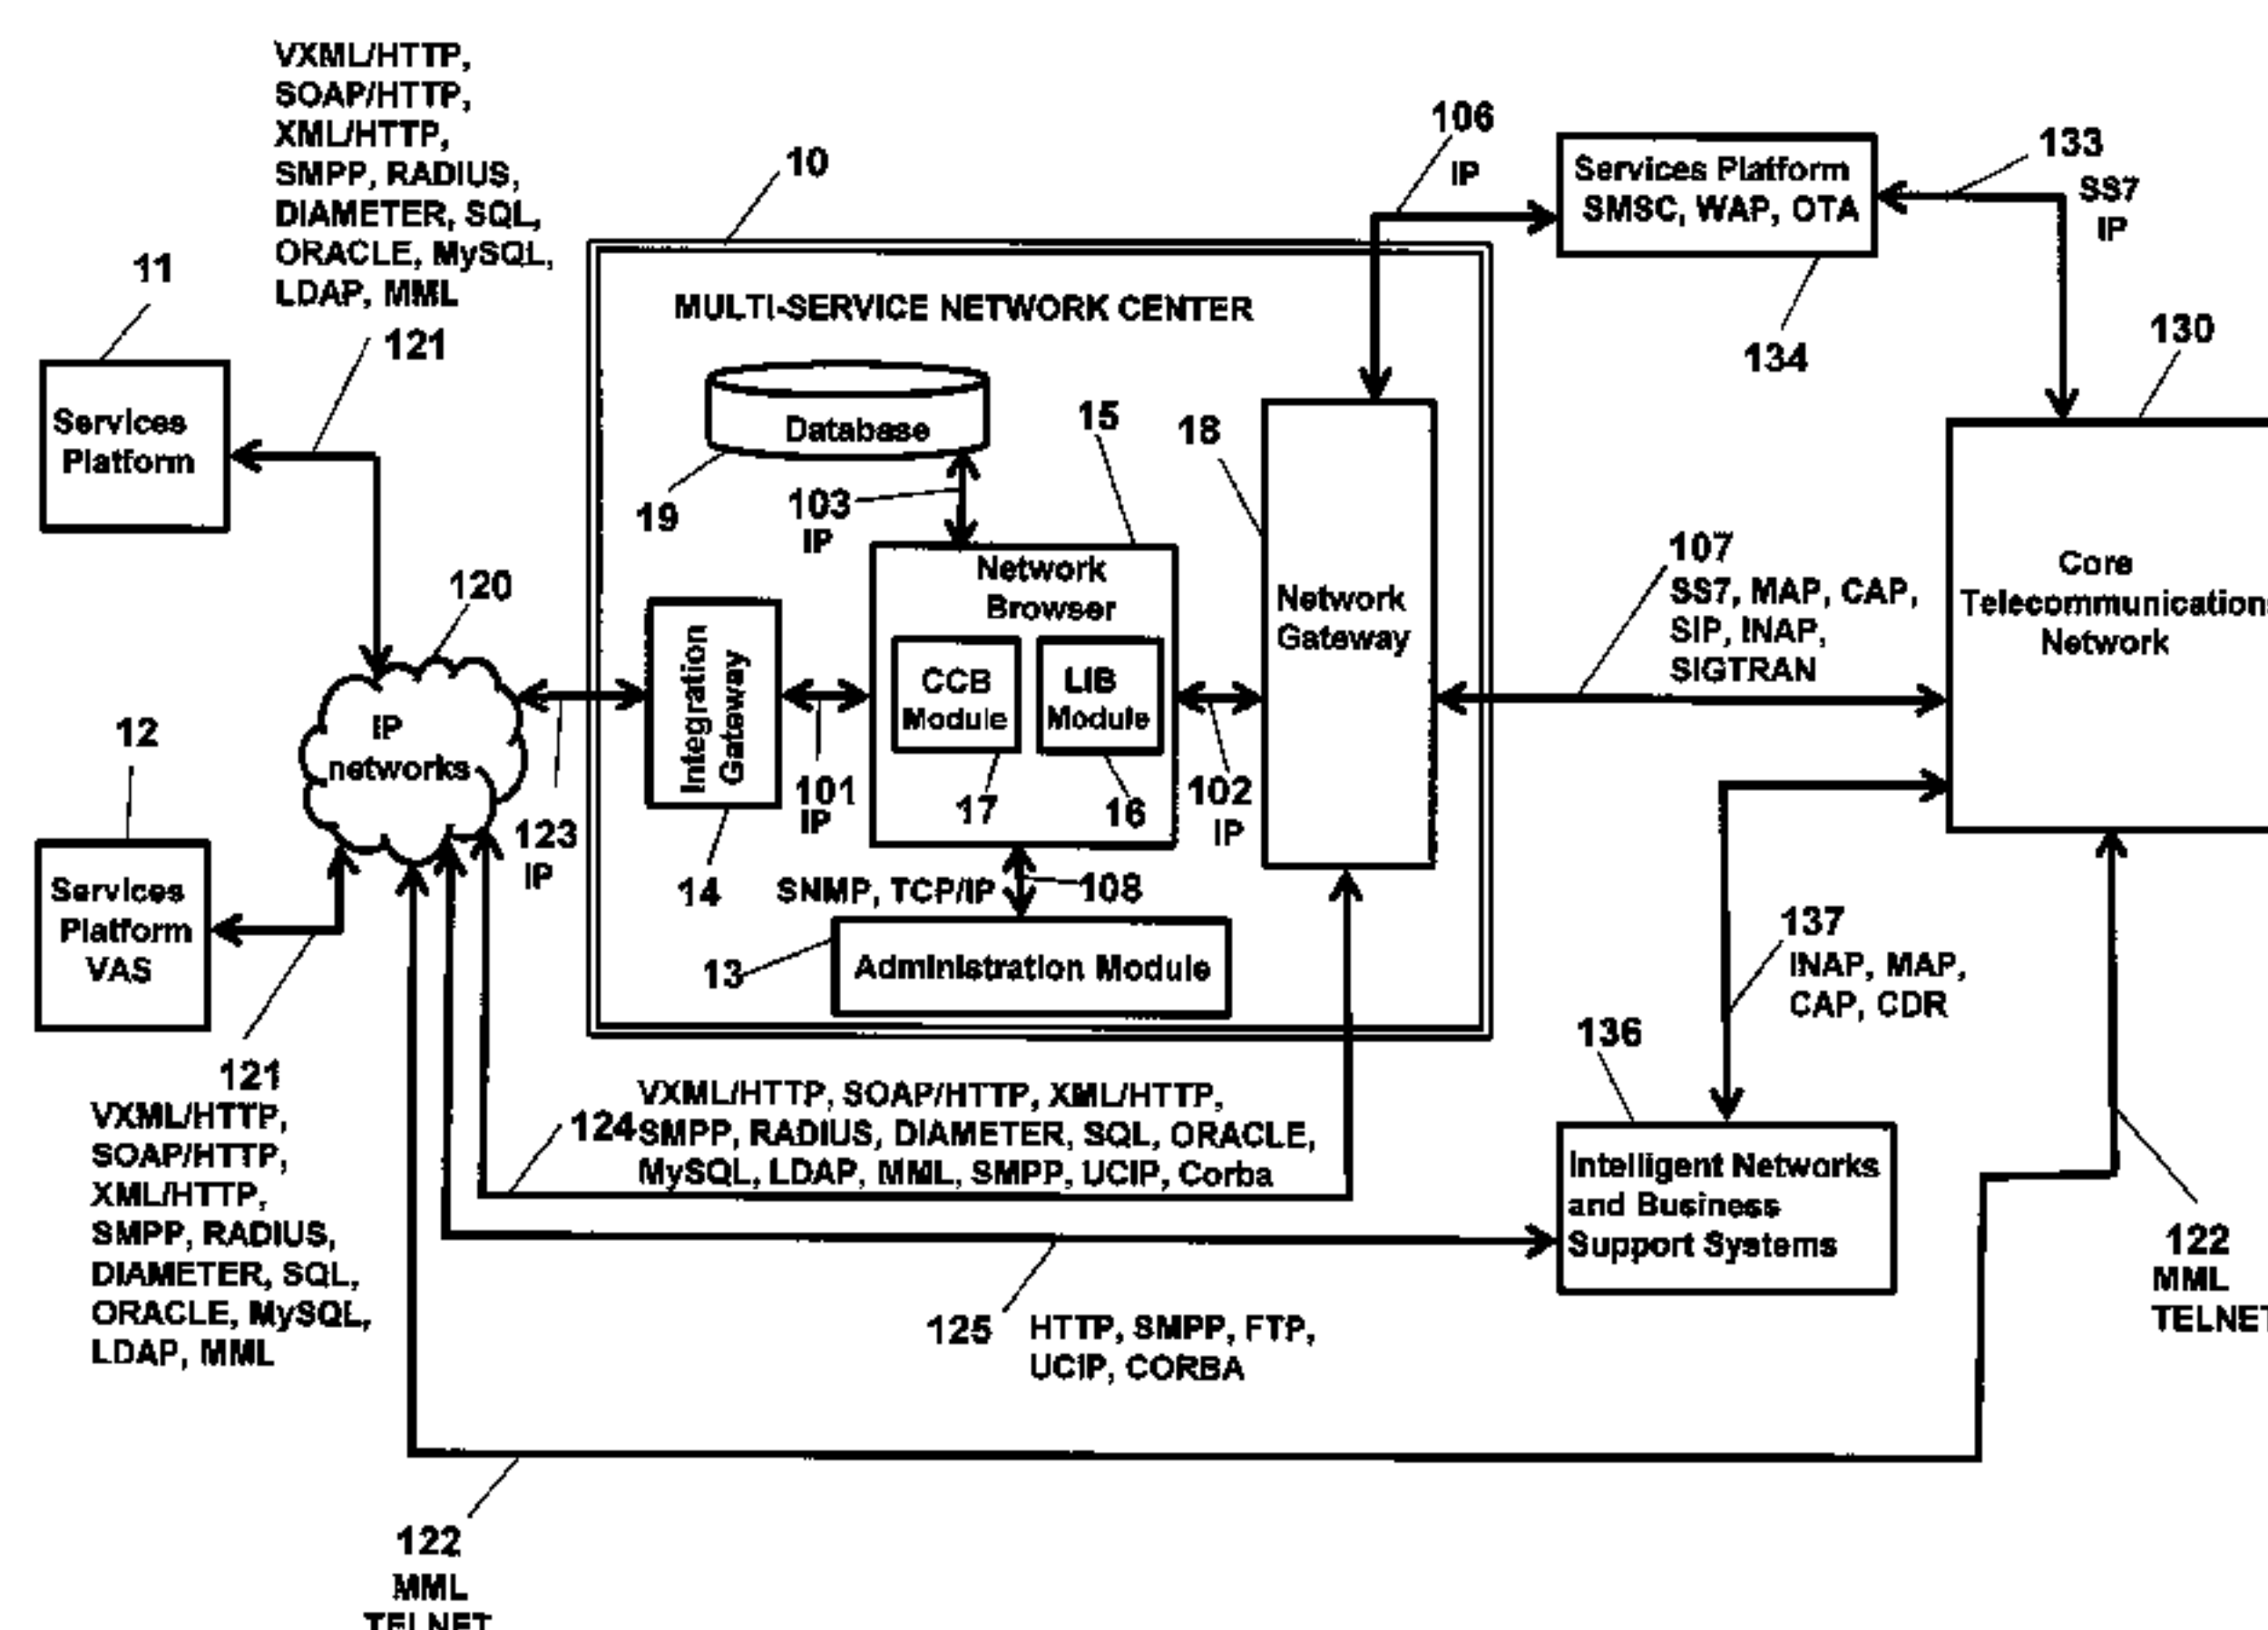 VXML/HTTP,
SOAP/HTTP,
XML/HTTP,
SMPP, RADIUS,
DIAMETER, SQL,
ORACLE, MySQL,
LDAP, MML
121
11
Services
Platform
10
MULTI-SERVICE NETWORK CENTER
Database
19
103
IP
15
18
Network
Browser
CCB
Module
LIB
Module
17
16
Network
Gateway
Integration
Gateway
14
101
IP
102
IP
SNMP, TCP/IP
108
13
Administration Module
106
IP
Services Platform
SMSC, WAP, OTA
134
133
SS7
IP
130
Core
Telecommunications
Network
107
SS7, MAP, CAP,
SIP, INAP,
SIGTRAN
120
IP
networks
123
IP
12
Services
Platform
VAS
121
VXML/HTTP,
SOAP/HTTP,
XML/HTTP,
SMPP, RADIUS,
DIAMETER, SQL,
ORACLE, MySQL,
LDAP, MML
124
VXML/HTTP, SOAP/HTTP, XML/HTTP,
SMPP, RADIUS, DIAMETER, SQL, ORACLE,
MySQL, LDAP, MML, SMPP, UCIP, Corba
137
INAP, MAP,
CAP, CDR
136
Intelligent Networks
and Business
Support Systems
125
HTTP, SMPP, FTP,
UCIP, CORBA
122
MML
TELNET
122
MML
TELNET